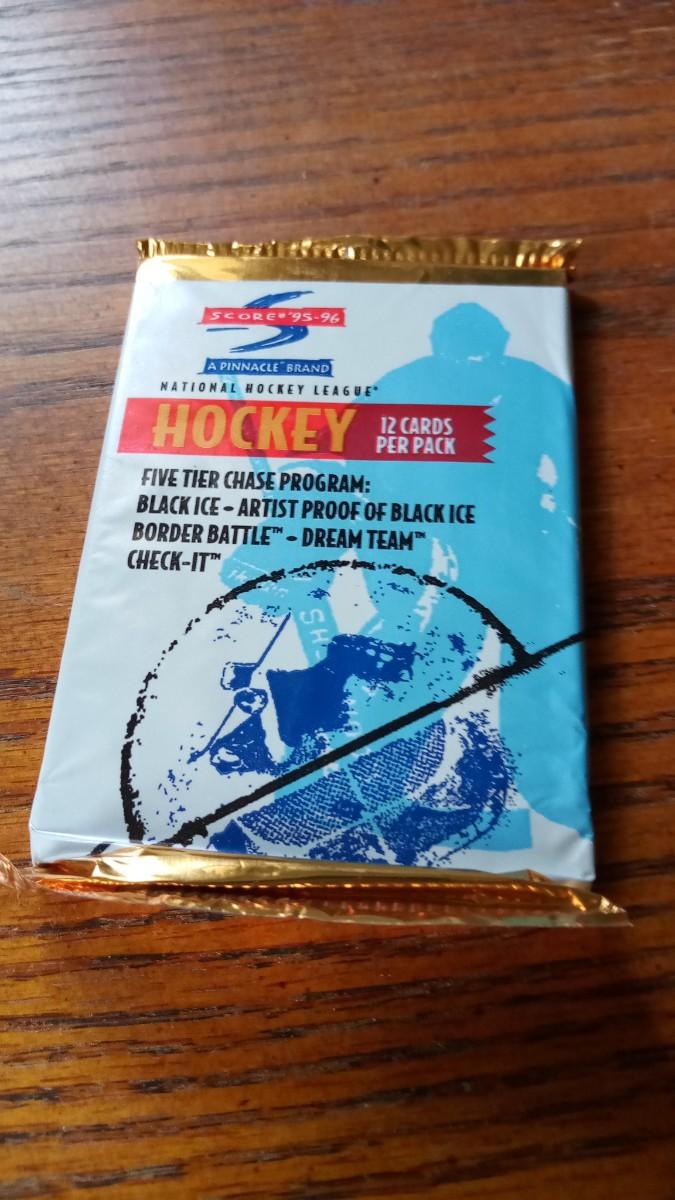 SCORE® '95-96
A PINNACLE™ BRAND
NATIONAL HOCKEY LEAGUE®
HOCKEY
12 CARDS
PER PACK
FIVE TIER CHASE PROGRAM:
BLACK ICE - ARTIST PROOF OF BLACK ICE
BORDER BATTLE™ - DREAM TEAM™
CHECK-IT™